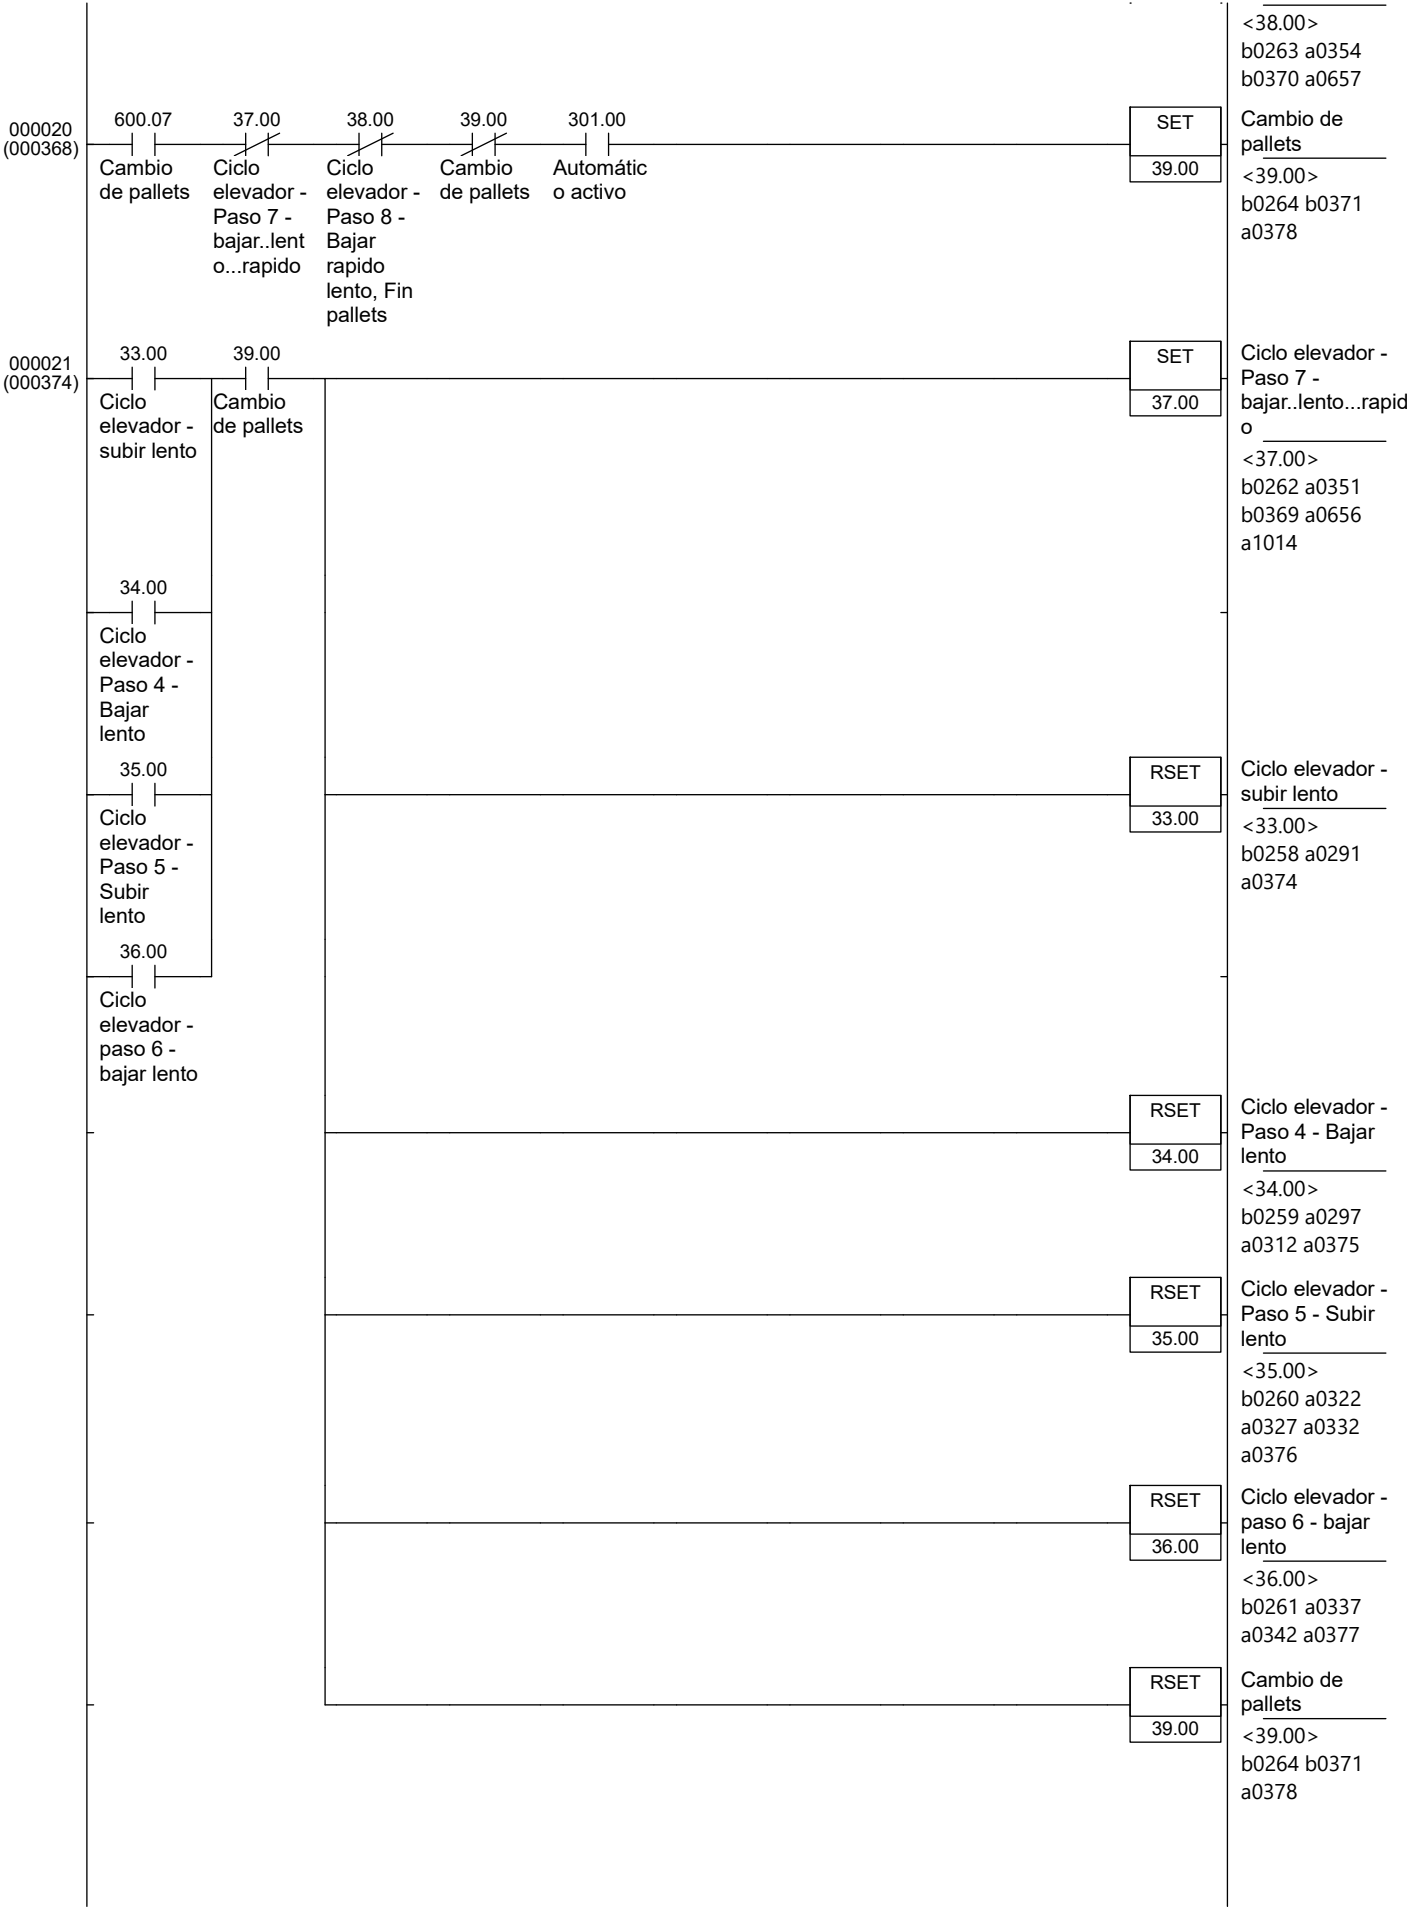 <38.00>
b0263 a0354
b0370 a0657
000020
(000368)
600.07
Cambio
de pallets
37.00
Ciclo
elevador -
Paso 7 -
bajar..lent
o...rapido
38.00
Ciclo
elevador -
Paso 8 -
Bajar
rapido
lento, Fin
pallets
39.00
Cambio
de pallets
301.00
Automátic
o activo
SET
39.00
Cambio de
pallets
<39.00>
b0264 b0371
a0378
000021
(000374)
33.00
Ciclo
elevador -
subir lento
39.00
Cambio
de pallets
SET
37.00
Ciclo elevador -
Paso 7 -
bajar..lento...rapid
o
<37.00>
b0262 a0351
b0369 a0656
a1014
34.00
Ciclo
elevador -
Paso 4 -
Bajar
lento
35.00
Ciclo
elevador -
Paso 5 -
Subir
lento
RSET
33.00
Ciclo elevador -
subir lento
<33.00>
b0258 a0291
a0374
36.00
Ciclo
elevador -
paso 6 -
bajar lento
RSET
34.00
Ciclo elevador -
Paso 4 - Bajar
lento
<34.00>
b0259 a0297
a0312 a0375
RSET
35.00
Ciclo elevador -
Paso 5 - Subir
lento
<35.00>
b0260 a0322
a0327 a0332
a0376
RSET
36.00
Ciclo elevador -
paso 6 - bajar
lento
<36.00>
b0261 a0337
a0342 a0377
RSET
39.00
Cambio de
pallets
<39.00>
b0264 b0371
a0378